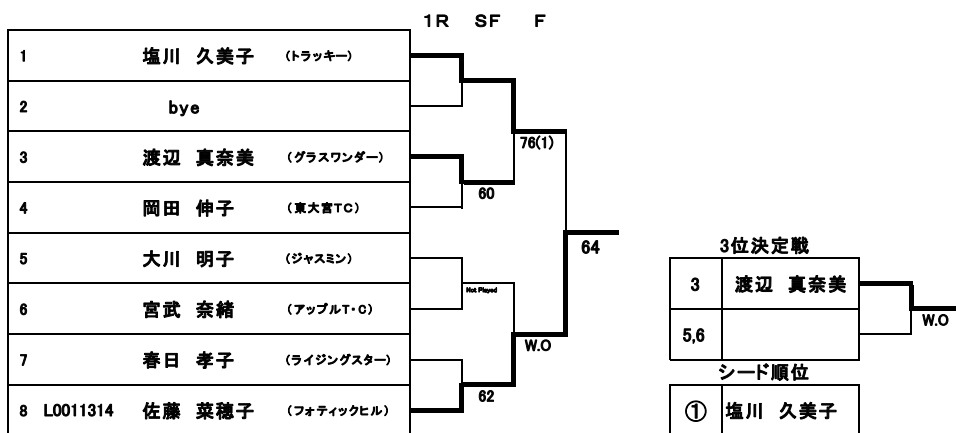 1R SF F
1 塩川 久美子 (トラッキー)
2 bye
76(1)
3 渡辺 真奈美 (グラスワンダー)
60
4 岡田 伸子 (東大宮TC)
64
5 大川 明子 (ジャスミン)
Not Played
6 宮武 奈緒 (アップルT・C)
W.O
7 春日 孝子 (ライジングスター)
62
8 L0011314 佐藤 菜穂子 (フォティックヒル)
3位決定戦
3 渡辺 真奈美
W.O
5,6
シード順位
① 塩川 久美子